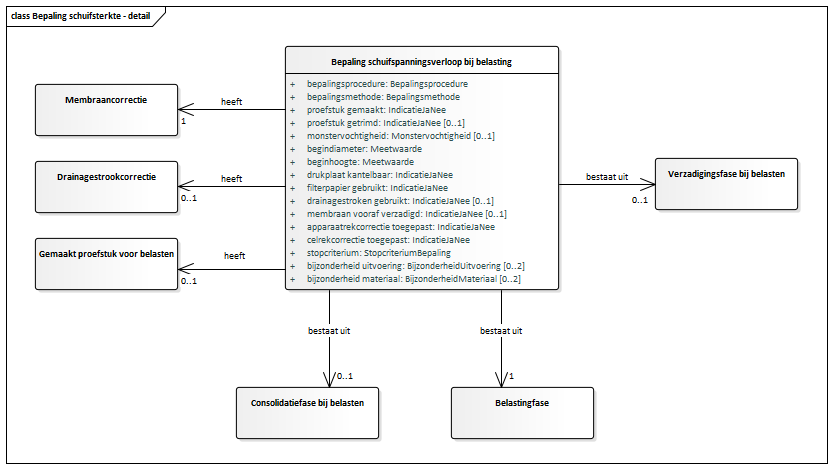 class Bepaling schuifsterkte - detail
Bepaling schuifspanningsverloop bij belasting
+ bepalingsprocedure: Bepalingsprocedure
+ bepalingsmethode: Bepalingsmethode
+ proefstuk gemaakt: IndicatieJaNee
+ proefstuk getrimd: IndicatieJaNee [0..1]
+ monstervochtigheid: Monstervochtigheid [0..1]
+ begindiameter: Meetwaarde
+ beginhoogte: Meetwaarde
+ drukplaat kantelbaar: IndicatieJaNee
+ filterpapier gebruikt: IndicatieJaNee
+ drainagestroken gebruikt: IndicatieJaNee [0..1]
+ membraan vooraf verzadigd: IndicatieJaNee [0..1]
+ apparaatrekcorrectie toegepast: IndicatieJaNee
+ celrekcorrectie toegepast: IndicatieJaNee
+ stopcriterium: StopcriteriumBepaling
+ bijzonderheid uitvoering: BijzonderheidUitvoering [0..2]
+ bijzonderheid materiaal: BijzonderheidMateriaal [0..2]
Membraancorrectie
heeft
1
Drainagestrookcorrectie
heeft
0..1
Gemaakt proefstuk voor belasten
heeft
0..1
bestaat uit
0..1
Verzadigingsfase bij belasten
bestaat uit
0..1
Consolidatiefase bij belasten
bestaat uit
1
Belastingfase